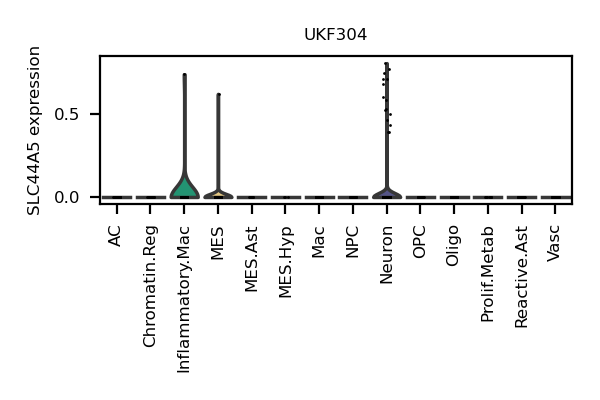 UKF304
SLC44A5 expression
0.5
0.0
AC
Chromatin.Reg
Inflammatory.Mac
MES
MES.Ast
MES.Hyp
Mac
NPC
Neuron
OPC
Oligo
Prolif.Metab
Reactive.Ast
Vasc